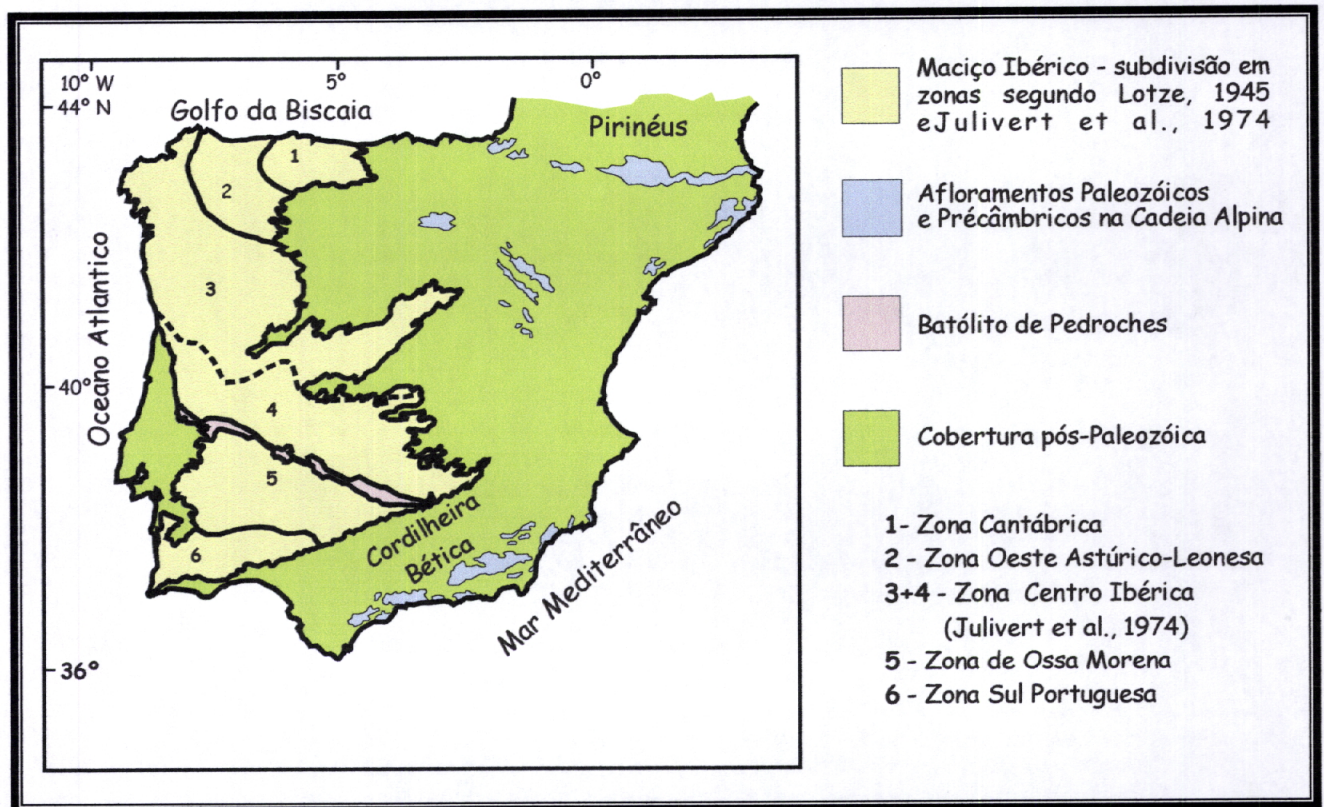 10° W
5°
0°
44° N
Golfo da Biscaia
Pirinéus
1
2
3
Oceano Atlantico
40°
4
5
Cordilheira
Bética
6
Mar Mediterrâneo
36°
Maciço Ibérico - subdivisão em
zonas segundo Lotze, 1945
eJulivert et al., 1974
Afloramentos Paleozóicos
e Précâmbricos na Cadeia Alpina
Batólito de Pedroches
Cobertura pós-Paleozóica
1- Zona Cantábrica
2 - Zona Oeste Astúrico-Leonesa
3+4 - Zona Centro Ibérica
(Julivert et al., 1974)
5 - Zona de Ossa Morena
6 - Zona Sul Portuguesa